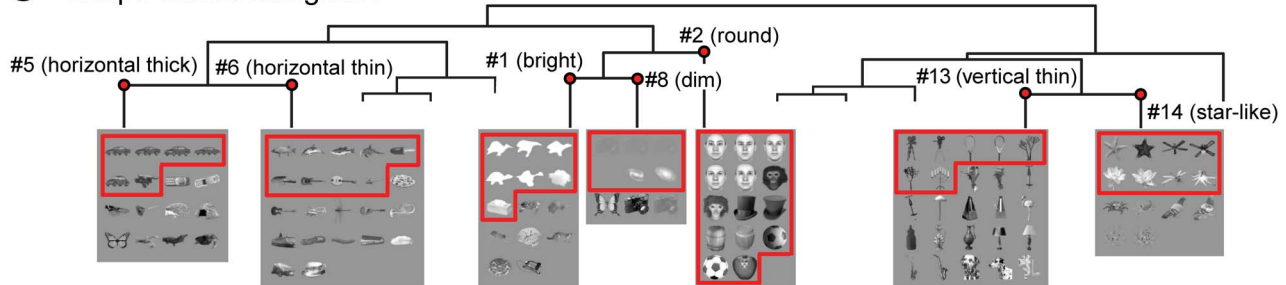 #2 (round)
#5 (horizontal thick)
#6 (horizontal thin)
#1 (bright)
#8 (dim)
#13 (vertical thin)
#14 (star-like)